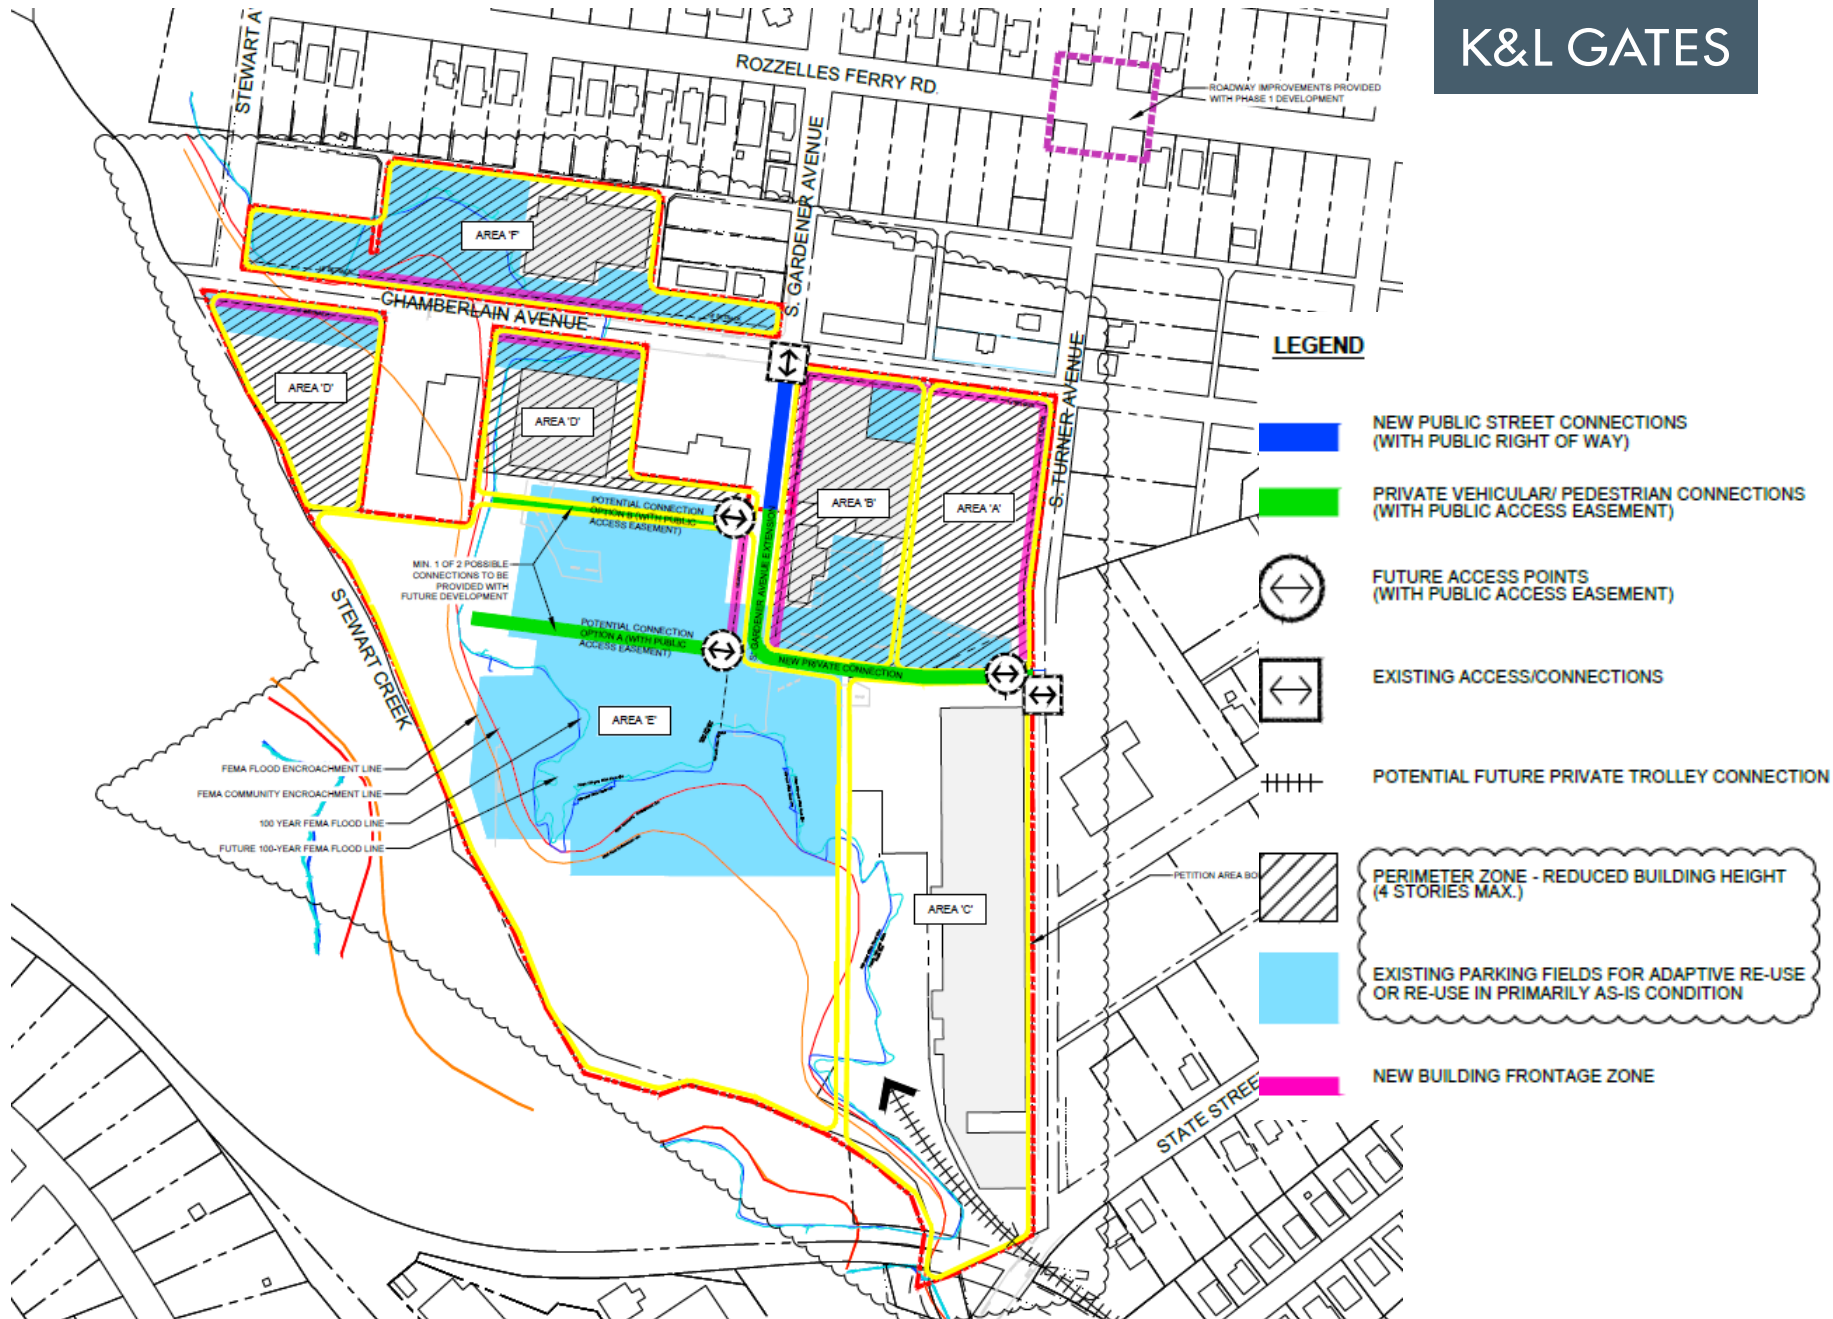 K&L GATES
STEWART A
ROZZELLES FERRY RD.
ROADWAY IMPROVEMENTS PROVIDED
WITH PHASE 1 DEVELOPMENT
S. GARDENER AVENUE
AREA 'F'
CHAMBERLAIN AVENUE
S. TURNER AVENUE
AREA 'D'
AREA 'D'
AREA 'B'
AREA 'A'
POTENTIAL CONNECTION
OPTION B (WITH PUBLIC
ACCESS EASEMENT)
S. GARDENER AVENUE EXTENSION
MIN. 1 OF 2 POSSIBLE
CONNECTIONS TO BE
PROVIDED WITH
FUTURE DEVELOPMENT
POTENTIAL CONNECTION
OPTION A (WITH PUBLIC
ACCESS EASEMENT)
NEW PRIVATE CONNECTION
STEWART CREEK
AREA 'E'
FEMA FLOOD ENCROACHMENT LINE
FEMA COMMUNITY ENCROACHMENT LINE
100 YEAR FEMA FLOOD LINE
FUTURE 100-YEAR FEMA FLOOD LINE
PETITION AREA BO
AREA 'C'
STATE STREET
LEGEND
NEW PUBLIC STREET CONNECTIONS
(WITH PUBLIC RIGHT OF WAY)
PRIVATE VEHICULAR/ PEDESTRIAN CONNECTIONS
(WITH PUBLIC ACCESS EASEMENT)
FUTURE ACCESS POINTS
(WITH PUBLIC ACCESS EASEMENT)
EXISTING ACCESS/CONNECTIONS
POTENTIAL FUTURE PRIVATE TROLLEY CONNECTION
PERIMETER ZONE - REDUCED BUILDING HEIGHT
(4 STORIES MAX.)
EXISTING PARKING FIELDS FOR ADAPTIVE RE-USE
OR RE-USE IN PRIMARILY AS-IS CONDITION
NEW BUILDING FRONTAGE ZONE